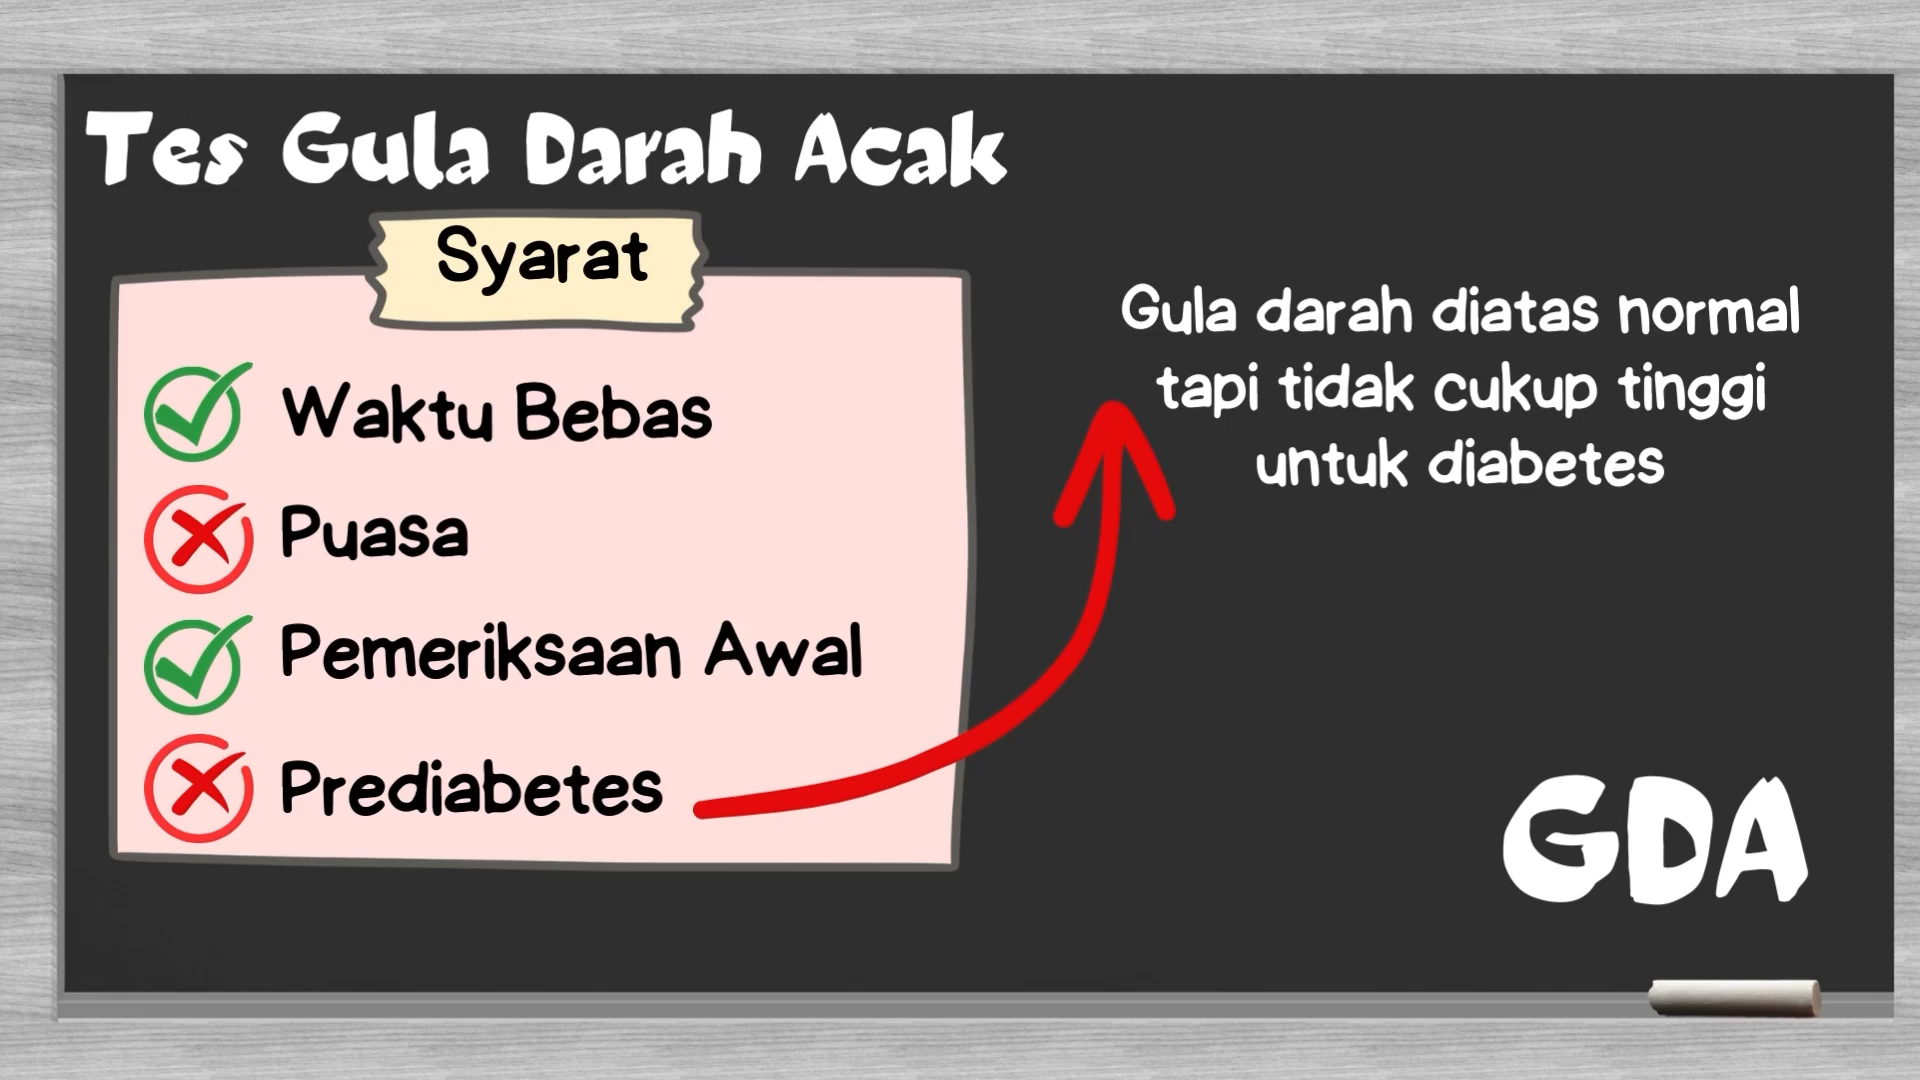 Tes Gula Darah Acak
Syarat
Waktu Bebas
Puasa
Pemeriksaan Awal
Prediabetes
Gula darah diatas normal
tapi tidak cukup tinggi
untuk diabetes
GDA